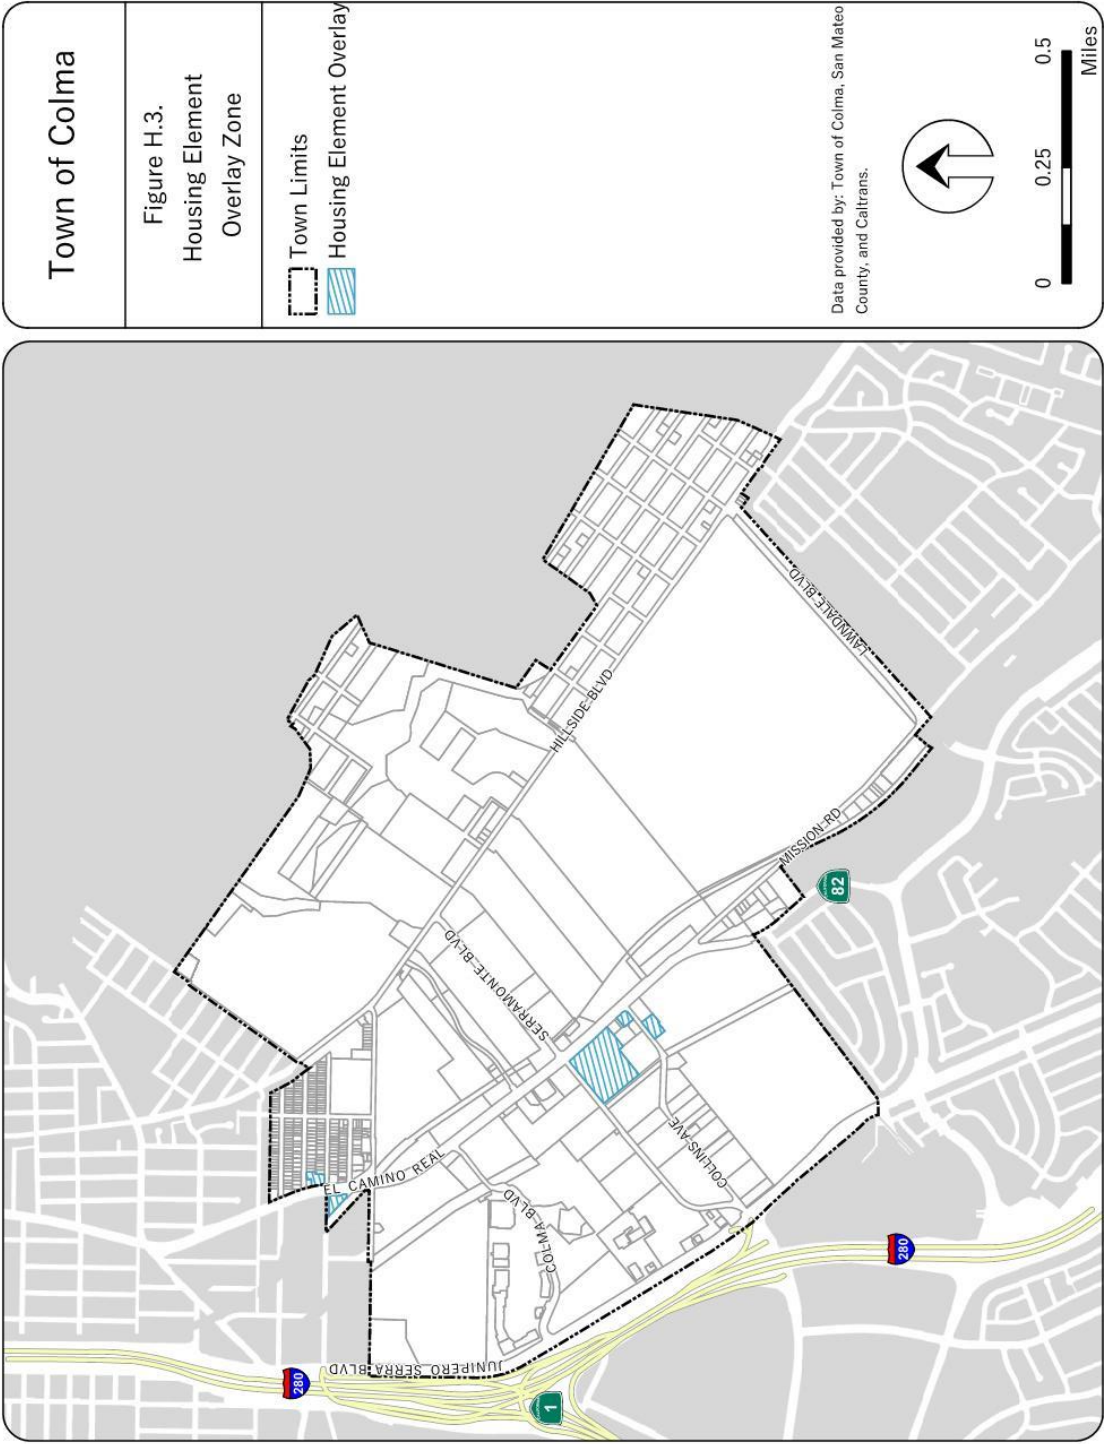 Town of Colma
Figure H.3.
Housing Element
Overlay Zone
Town Limits
Housing Element Overlay
Data provided by: Town of Colma, San Mateo
County, and Caltrans.
0
0.25
0.5
Miles
HILLSIDE BLVD
LAWNDALE BLVD
MISSION RD
82
SERRAMONTE BLVD
EL CAMINO REAL
COLLINS AVE
COLMA BLVD
JUNIPERO SERRA BLVD
280
280
1